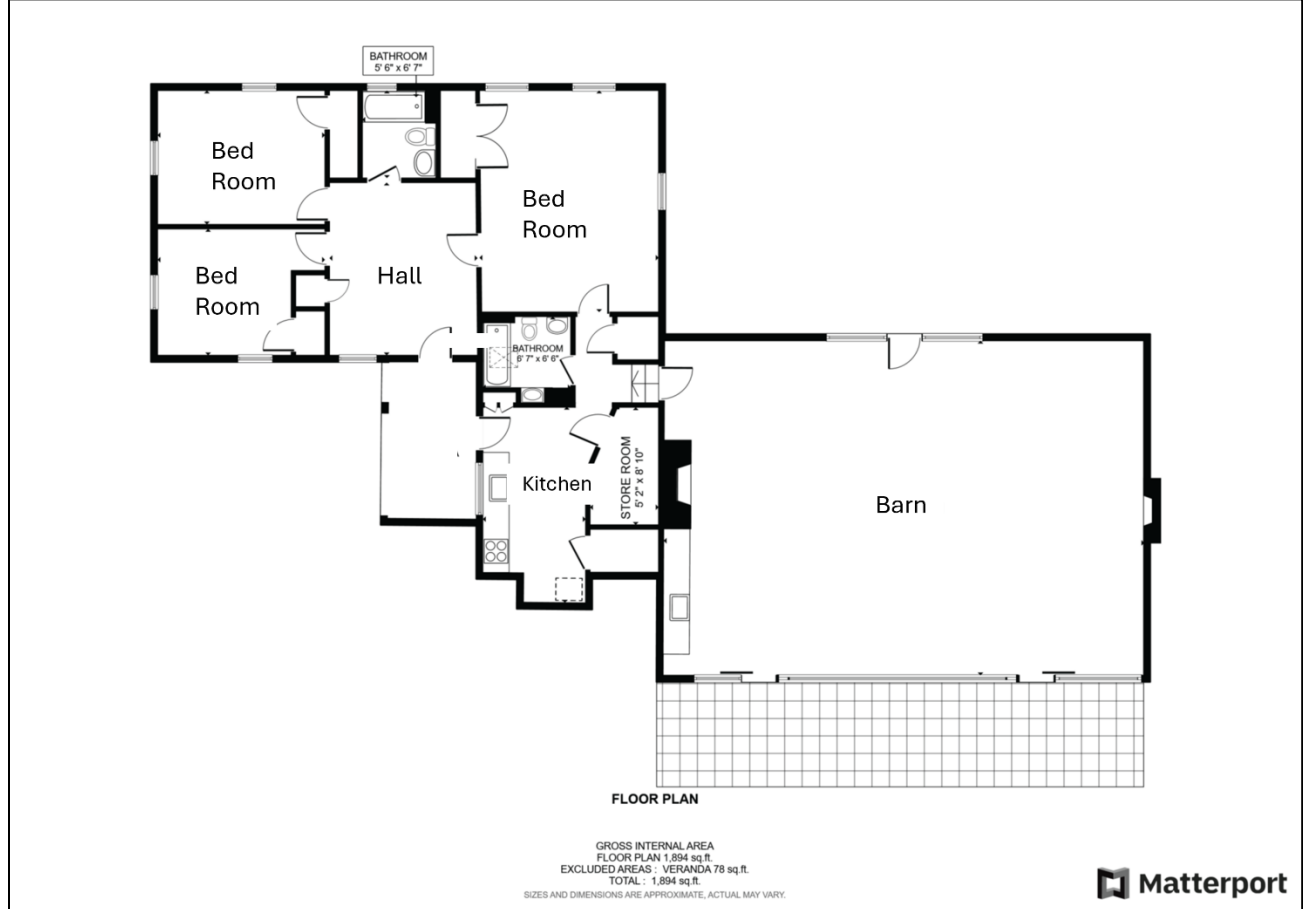 BATHROOM
5' 6" x 6' 7"
Bed
Room
Bed
Room
Bed
Room
Hall
BATHROOM
6' 7" x 6' 6"
Kitchen
STORE ROOM
5' 2" x 8' 10"
Barn
FLOOR PLAN
GROSS INTERNAL AREA
FLOOR PLAN 1,894 sq.ft.
EXCLUDED AREAS : VERANDA 78 sq.ft.
TOTAL : 1,894 sq.ft.
SIZES AND DIMENSIONS ARE APPROXIMATE, ACTUAL MAY VARY.
Matterport